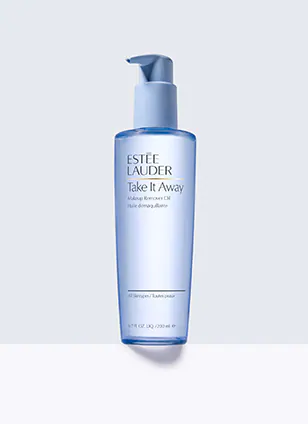 ESTĒE
LAUDER
Take It Away
Makeup Remover Oil
Huile démaquillante
All Skintypes / Toutes peaux
6.7 FL.OZ. LIQ. / 200 ml ℮